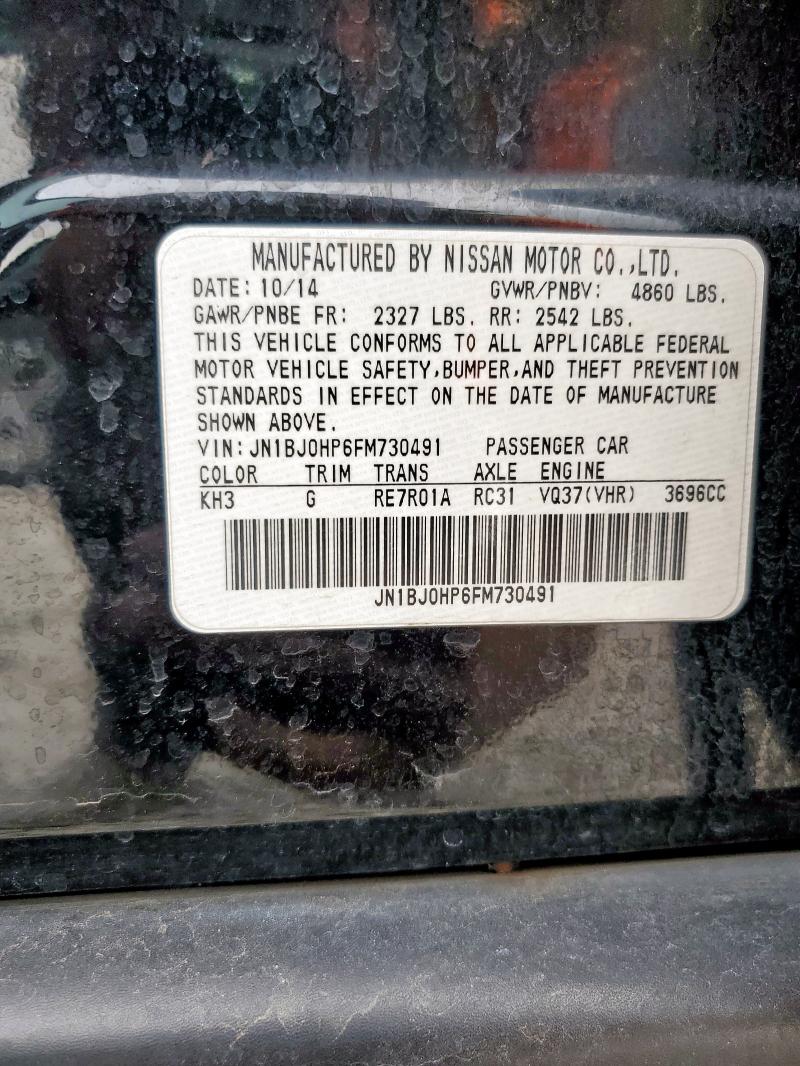 MANUFACTURED BY NISSAN MOTOR CO.,LTD.
DATE: 10/14 GVWR/PNBV: 4860 LBS.
GAWR/PNBE FR: 2327 LBS. RR: 2542 LBS.
THIS VEHICLE CONFORMS TO ALL APPLICABLE FEDERAL
MOTOR VEHICLE SAFETY,BUMPER,AND THEFT PREVENTION
STANDARDS IN EFFECT ON THE DATE OF MANUFACTURE
SHOWN ABOVE.
VIN: JN1BJ0HP6FM730491 PASSENGER CAR
COLOR TRIM TRANS AXLE ENGINE
KH3 G RE7R01A RC31 VQ37(VHR) 3696CC
JN1BJ0HP6FM730491